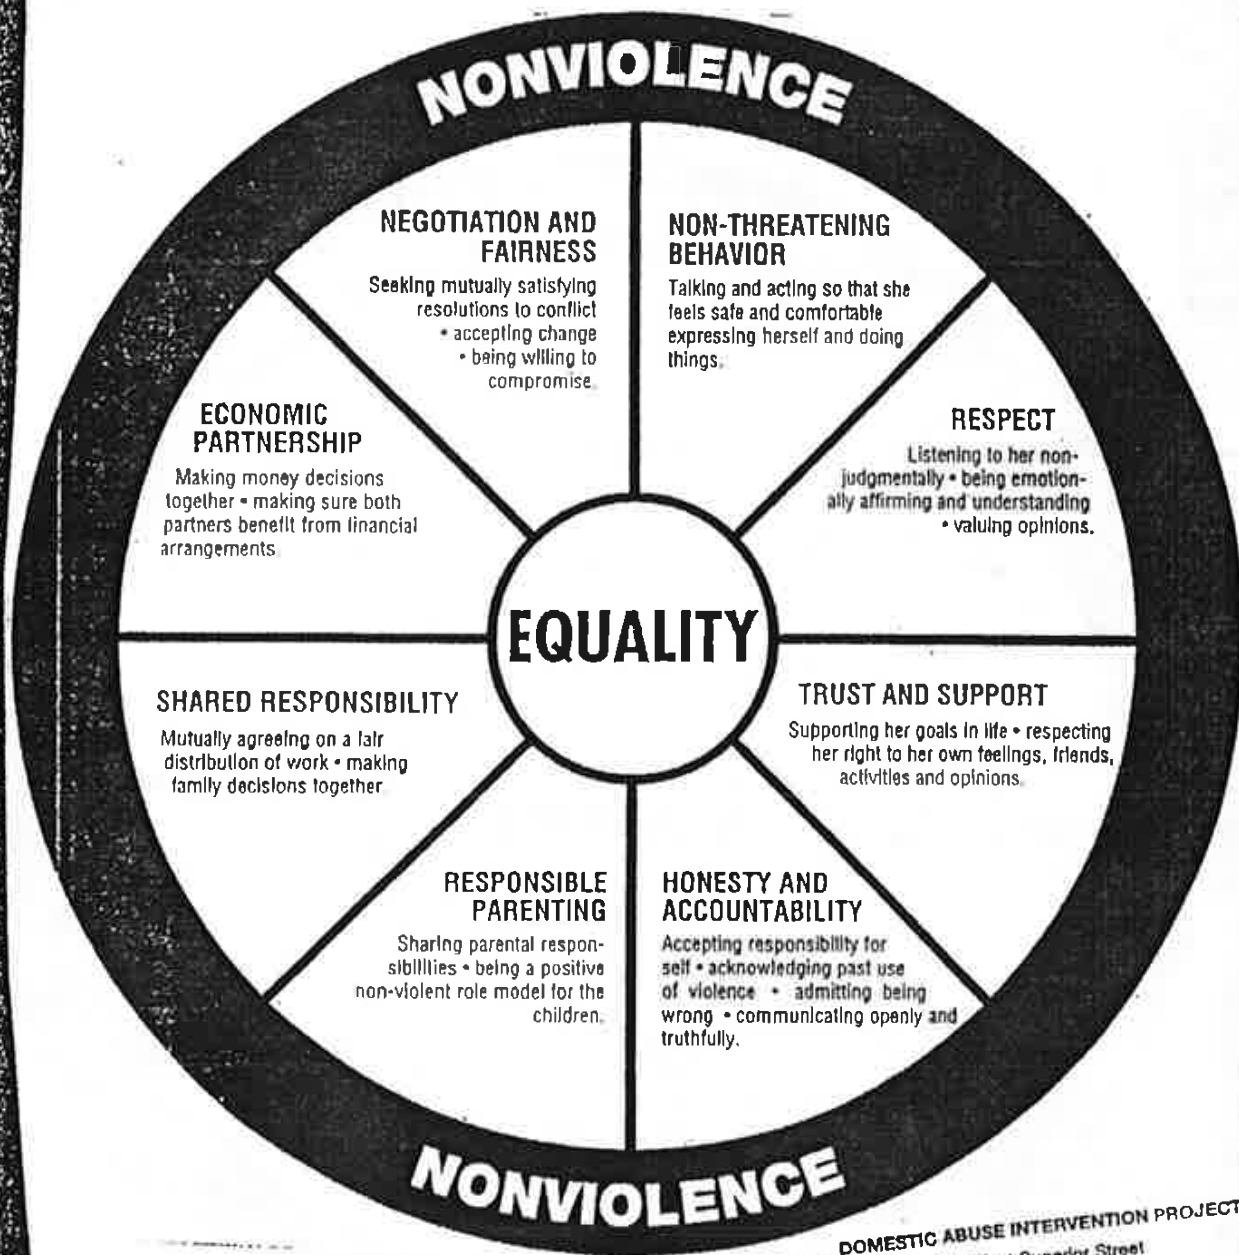 NONVIOLENCE
NEGOTIATION AND
FAIRNESS
Seeking mutually satisfying
resolutions to conflict
• accepting change
• being willing to
compromise.
NON-THREATENING
BEHAVIOR
Talking and acting so that she
feels safe and comfortable
expressing herself and doing
things.
ECONOMIC
PARTNERSHIP
Making money decisions
together • making sure both
partners benefit from financial
arrangements
RESPECT
Listening to her non-
judgmentally • being emotion-
ally affirming and understanding
• valuing opinions.
EQUALITY
SHARED RESPONSIBILITY
Mutually agreeing on a fair
distribution of work • making
family decisions together
TRUST AND SUPPORT
Supporting her goals in life • respecting
her right to her own feelings, friends,
activities and opinions.
RESPONSIBLE
PARENTING
Sharing parental respon-
sibilities • being a positive
non-violent role model for the
children.
HONESTY AND
ACCOUNTABILITY
Accepting responsibility for
self • acknowledging past use
of violence • admitting being
wrong • communicating openly and
truthfully.
NONVIOLENCE
DOMESTIC ABUSE INTERVENTION PROJECT
Superior Street